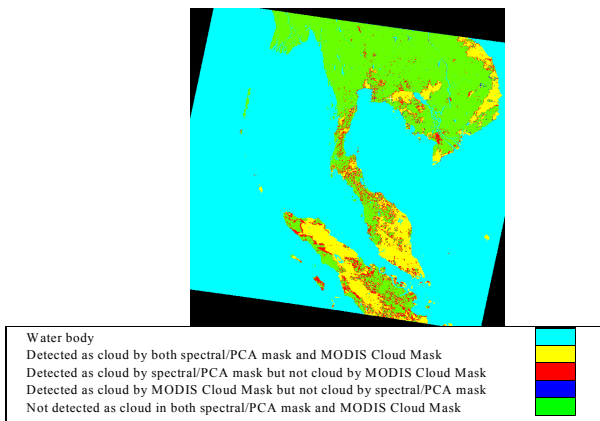 Water body
Detected as cloud by both spectral/PCA mask and MODIS Cloud Mask
Detected as cloud by spectral/PCA mask but not cloud by MODIS Cloud Mask
Detected as cloud by MODIS Cloud Mask but not cloud by spectral/PCA mask
Not detected as cloud in both spectral/PCA mask and MODIS Cloud Mask